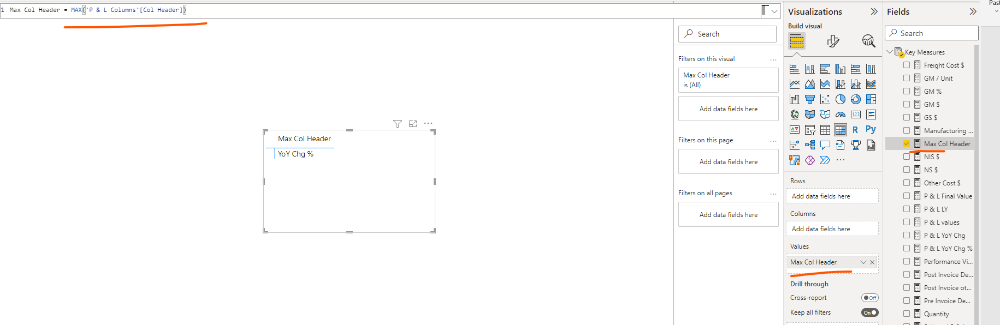 1 Max Col Header = MAX('P & L Columns'[Col Header])
Max Col Header
YoY Chg %
Search
Filters on this visual
Max Col Header
is (All)
Add data fields here
Filters on this page
Add data fields here
Filters on all pages
Add data fields here
Visualizations
Build visual
123
R
Py
Rows
Add data fields here
Columns
Add data fields here
Values
Max Col Header
Drill through
Cross-report
Off
Keep all filters
On
Fields
Search
Key Measures
Freight Cost $
GM / Unit
GM %
GM $
GS $
Manufacturing ...
Max Col Header
NIS $
NS $
Other Cost $
P & L Final Value
P & L LY
P & L values
P & L YoY Chg
P & L YoY Chg %
Performance Vi...
Post Invoice De...
Post Invoice ot...
Pre Invoice De...
Quantity